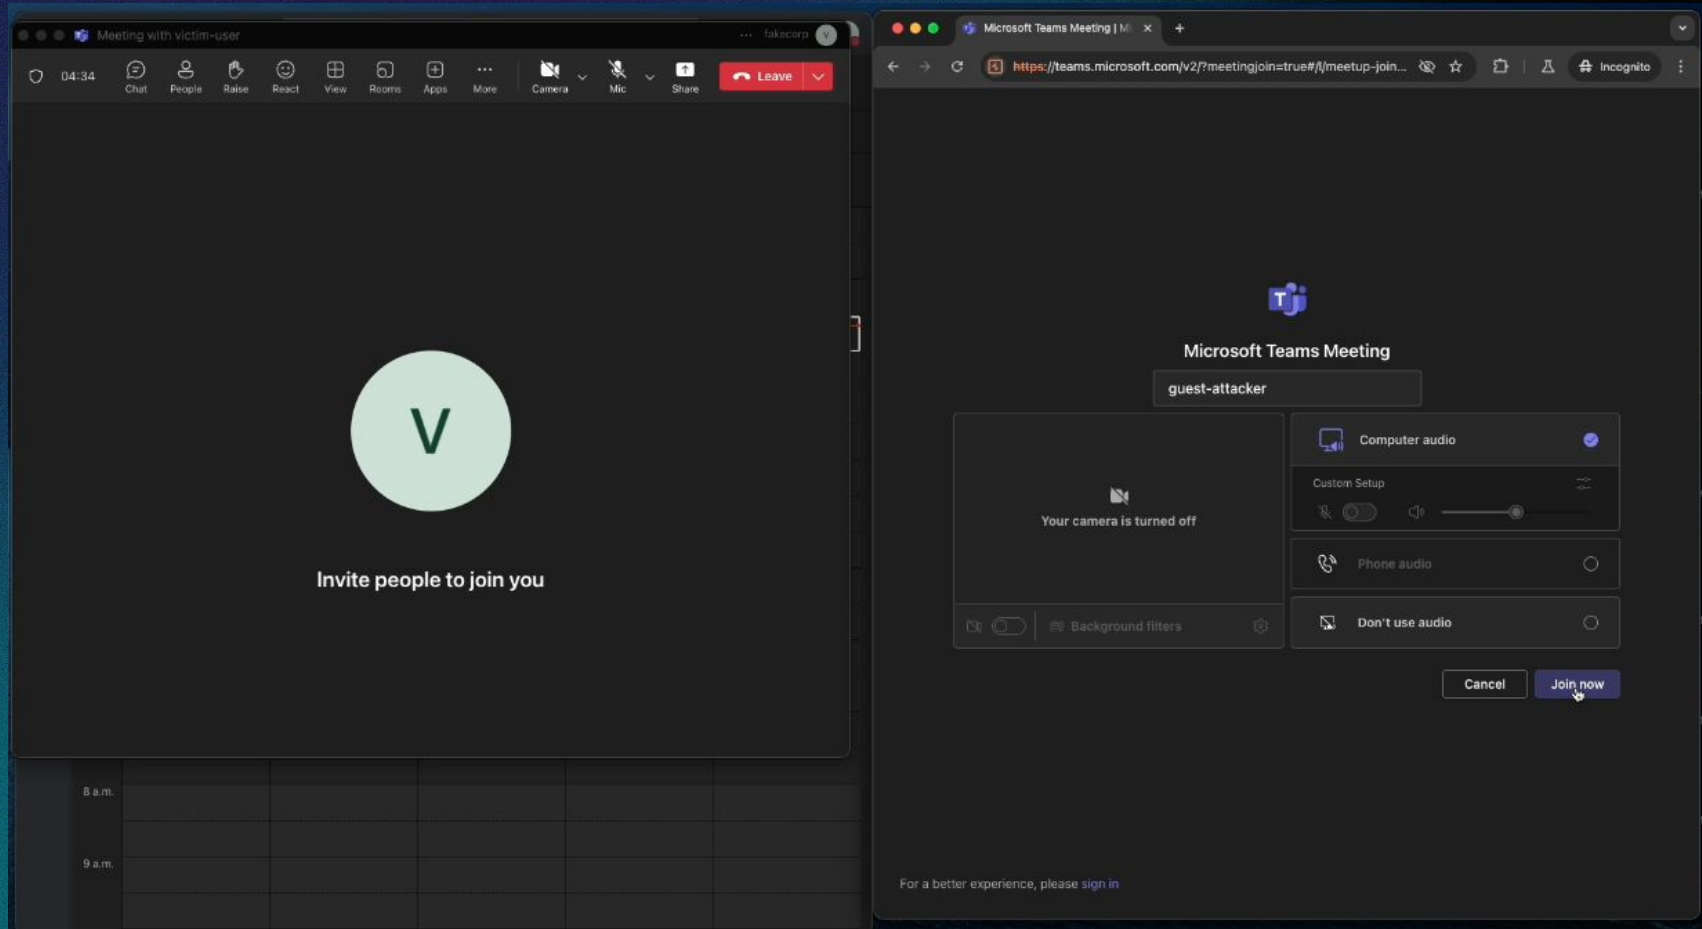 Meeting with victim-user
fakecorp
V
04:34
Chat
People
Raise
React
View
Rooms
Apps
More
Camera
Mic
Share
Leave
V
Invite people to join you
8 a.m.
9 a.m.
Microsoft Teams Meeting | M
https://teams.microsoft.com/v2/?meetingjoin=true#/l/meetup-join...
Incognito
T
Microsoft Teams Meeting
guest-attacker
Your camera is turned off
Background filters
Computer audio
Custom Setup
Phone audio
Don't use audio
Cancel
Join now
For a better experience, please sign in